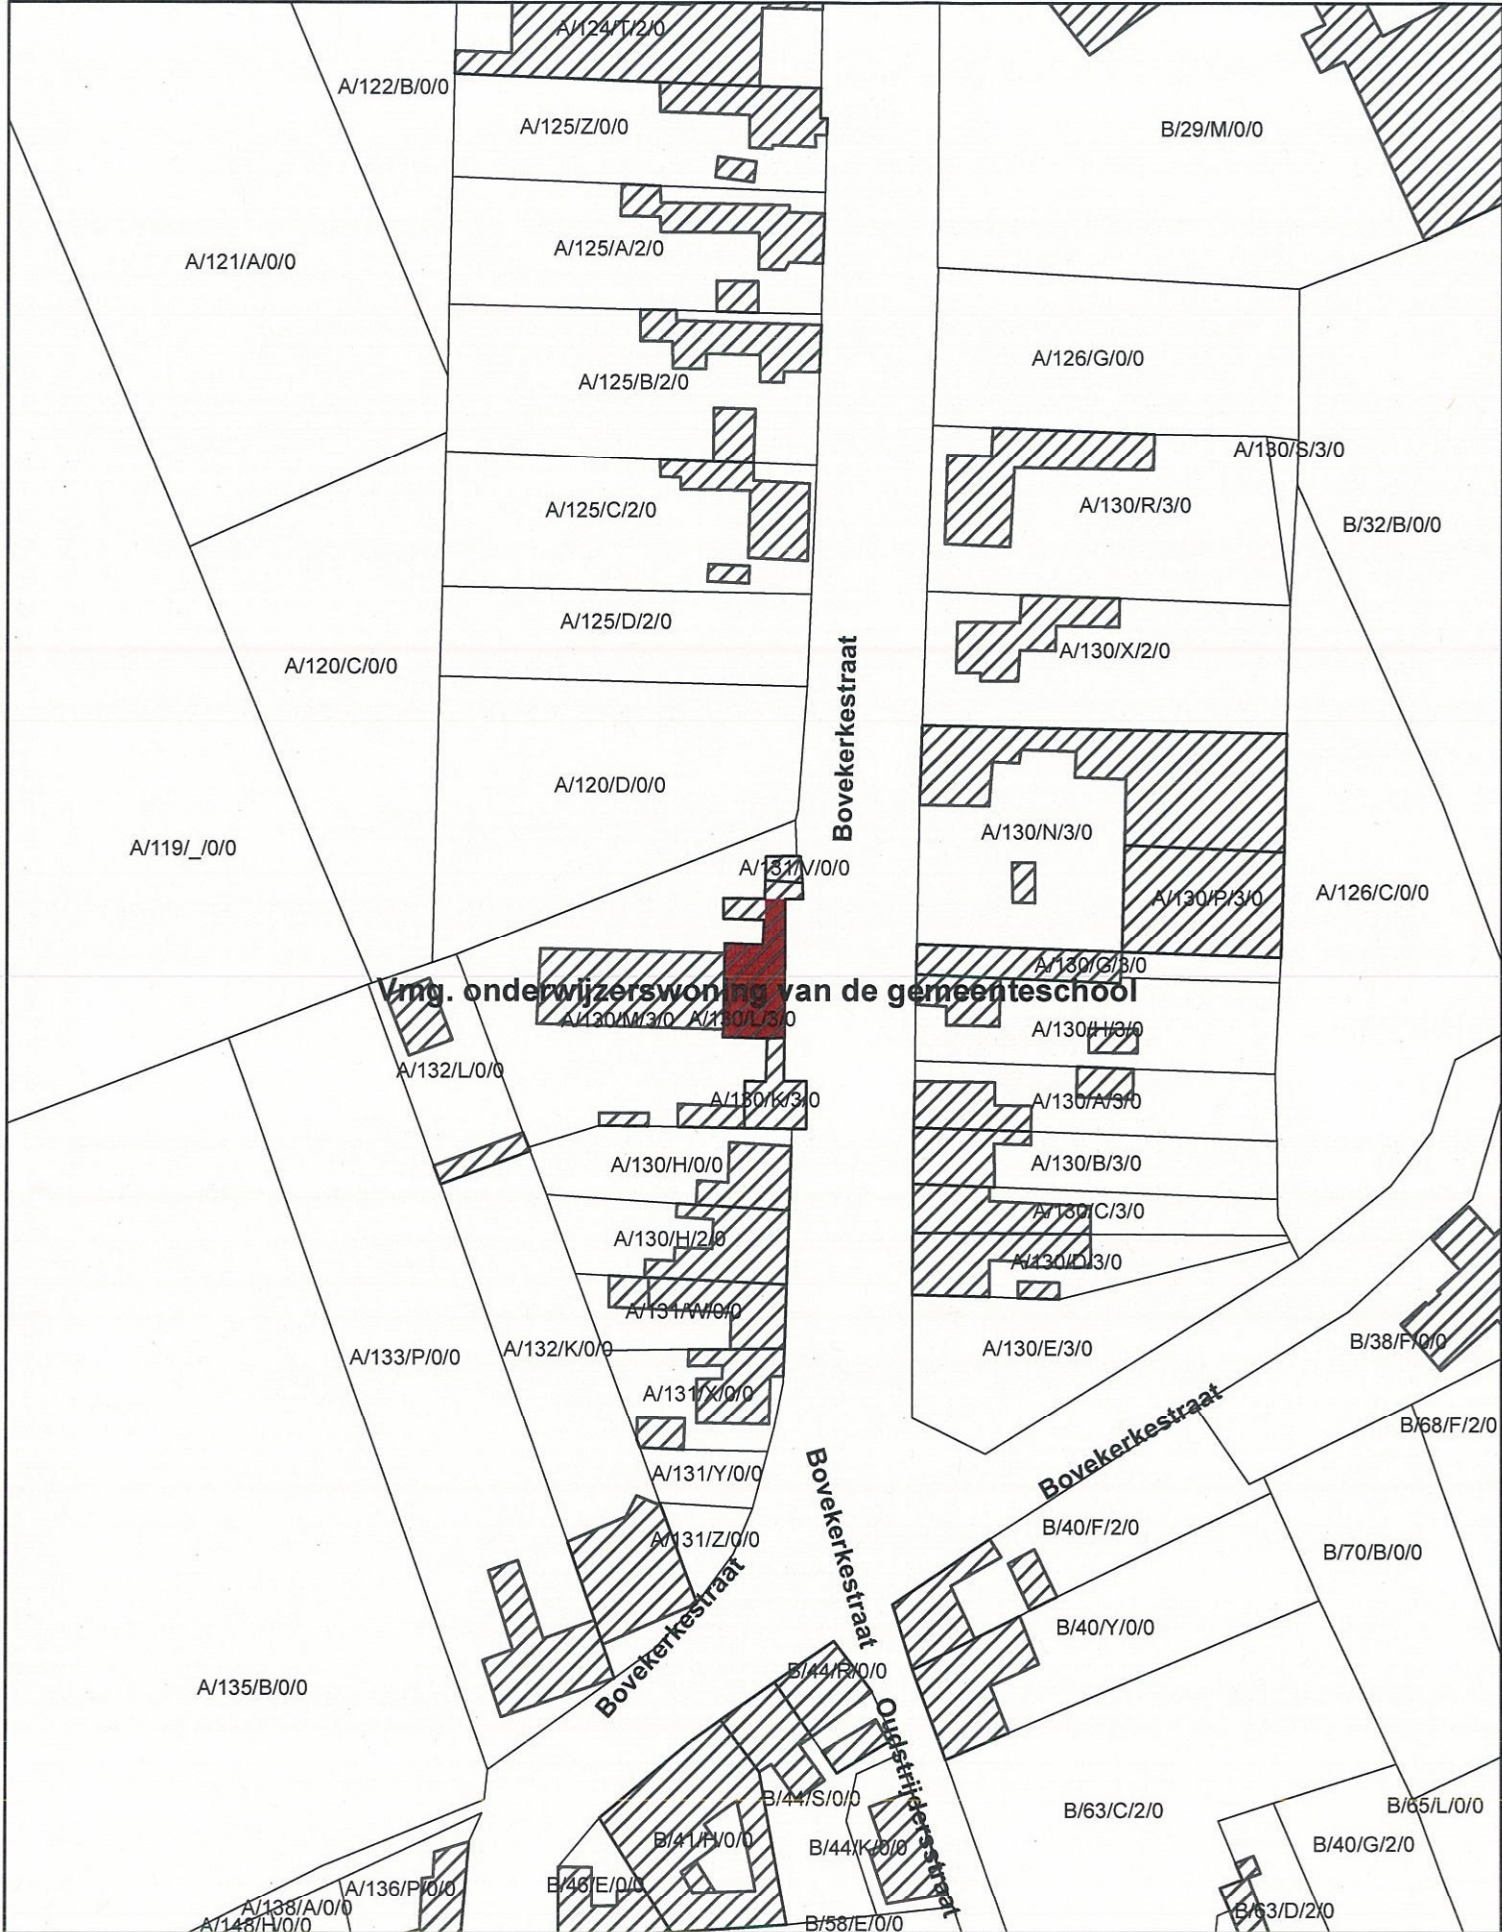 A/124/T/2/0
A/122/B/0/0
A/125/Z/0/0
B/29/M/0/0
A/125/A/2/0
A/121/A/0/0
A/126/G/0/0
A/125/B/2/0
A/130/S/3/0
A/130/R/3/0
A/125/C/2/0
B/32/B/0/0
A/125/D/2/0
A/120/C/0/0
A/130/X/2/0
Bovekerkestraat
A/120/D/0/0
A/130/N/3/0
A/119/_/0/0
A/131/V/0/0
A/126/C/0/0
A/130/P/3/0
A/130/G/3/0
Vmg. onderwijzerswoning van de gemeenteschool
A/130/M/3/0
A/130/L/3/0
A/130/H/3/0
A/132/L/0/0
A/130/K/3/0
A/130/A/3/0
A/130/H/0/0
A/130/B/3/0
A/130/C/3/0
A/130/H/2/0
A/130/D/3/0
A/131/W/0/0
A/133/P/0/0
A/132/K/0/0
A/130/E/3/0
B/38/F/0/0
A/131/X/0/0
B/68/F/2/0
Bovekerkestraat
A/131/Y/0/0
Bovekerkestraat
B/40/F/2/0
A/131/Z/0/0
B/70/B/0/0
Bovekerkestraat
B/40/Y/0/0
B/44/R/0/0
A/135/B/0/0
Oudstrijdersstraat
B/44/S/0/0
B/63/C/2/0
B/65/L/0/0
B/41/H/0/0
B/44/K/0/0
B/40/G/2/0
A/136/P/0/0
B/46/E/0/0
A/138/A/0/0
B/63/D/2/0
A/148/H/0/0
B/58/E/0/0